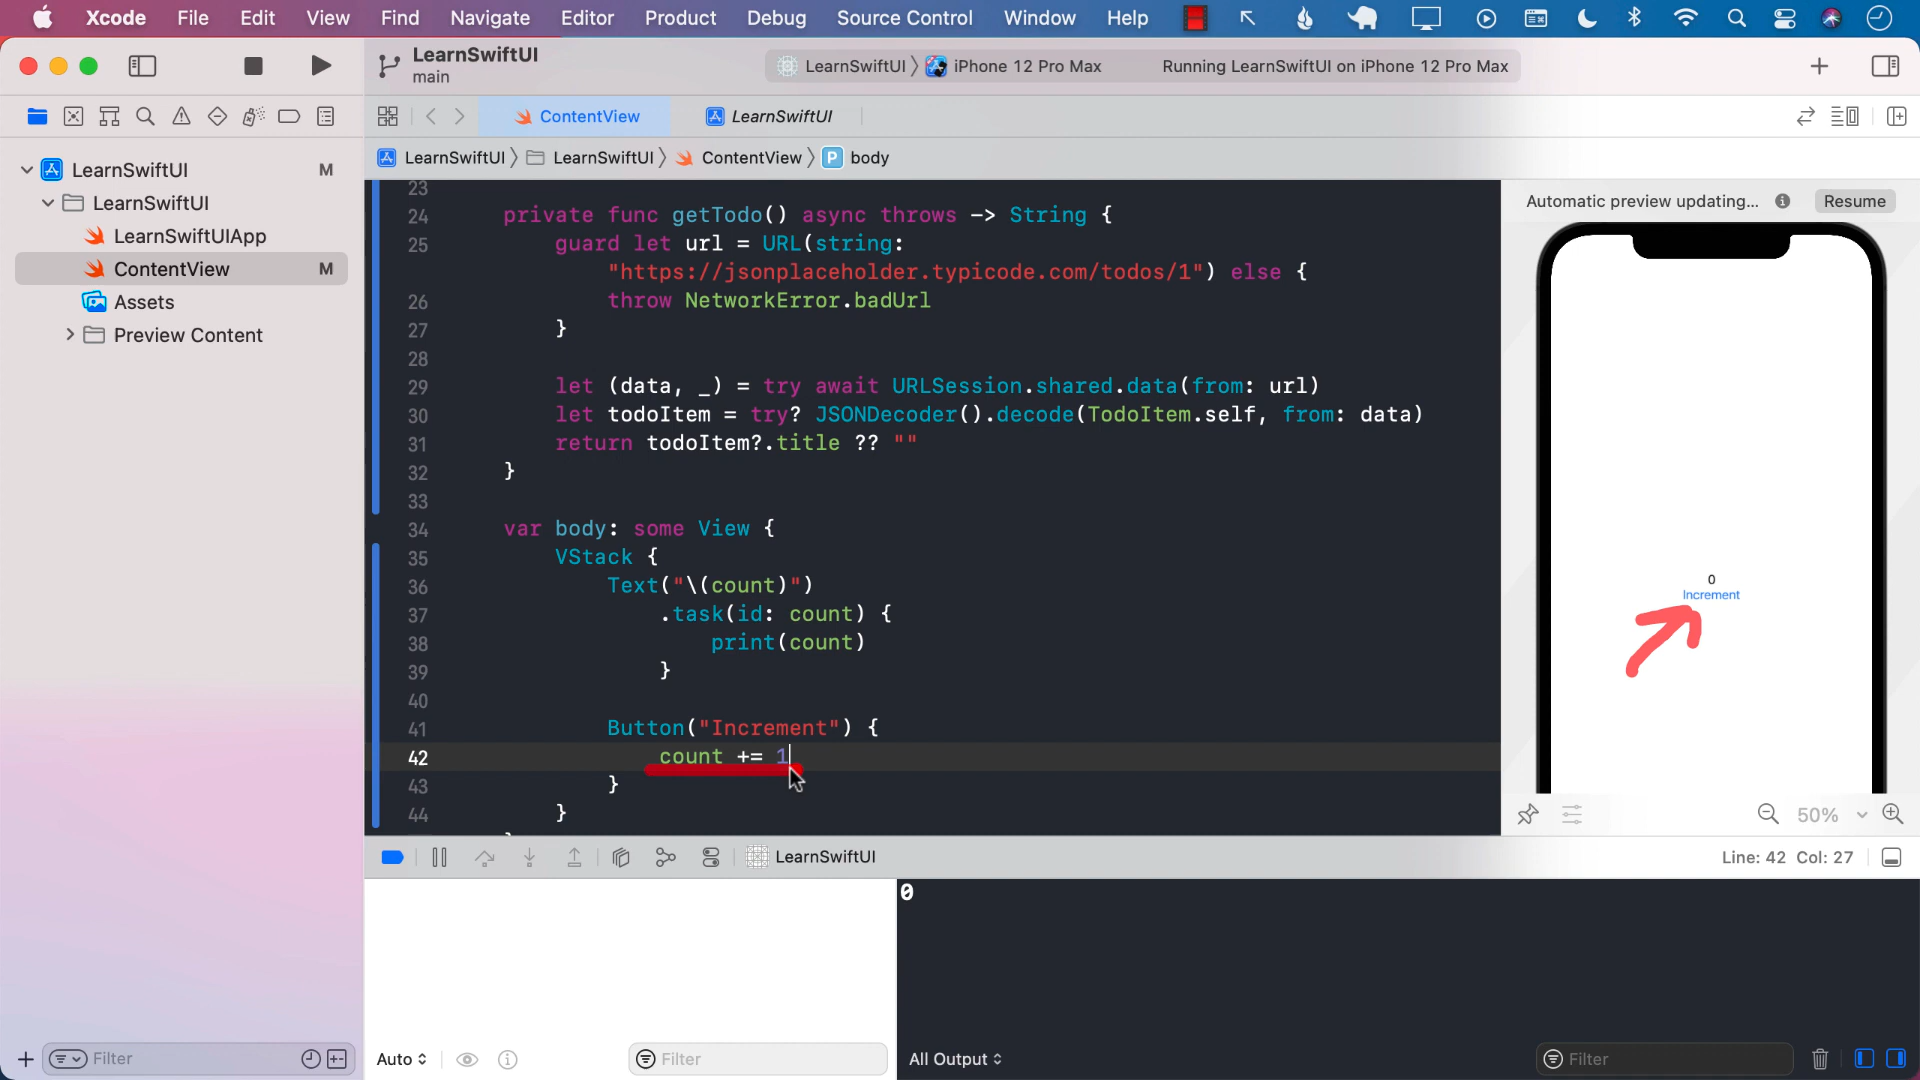 Xcode File Edit View Find Navigate Editor Product Debug Source Control Window Help
LearnSwiftUI
main
LearnSwiftUI iPhone 12 Pro Max Running LearnSwiftUI on iPhone 12 Pro Max
ContentView LearnSwiftUI
LearnSwiftUI LearnSwiftUI ContentView P body
LearnSwiftUI M
LearnSwiftUI
LearnSwiftUIApp
ContentView M
Assets
Preview Content
23
24 private func getTodo() async throws -> String {
25 guard let url = URL(string:
"https://jsonplaceholder.typicode.com/todos/1") else {
26 throw NetworkError.badUrl
27 }
28
29 let (data, _) = try await URLSession.shared.data(from: url)
30 let todoItem = try? JSONDecoder().decode(TodoItem.self, from: data)
31 return todoItem?.title ?? ""
32 }
33
34 var body: some View {
35 VStack {
36 Text("\(count)")
37 .task(id: count) {
38 print(count)
39 }
40
41 Button("Increment") {
42 count += 1
43 }
44 }
Automatic preview updating... Resume
0
Increment
50%
LearnSwiftUI
Line: 42 Col: 27
0
Filter
Auto
Filter
All Output
Filter